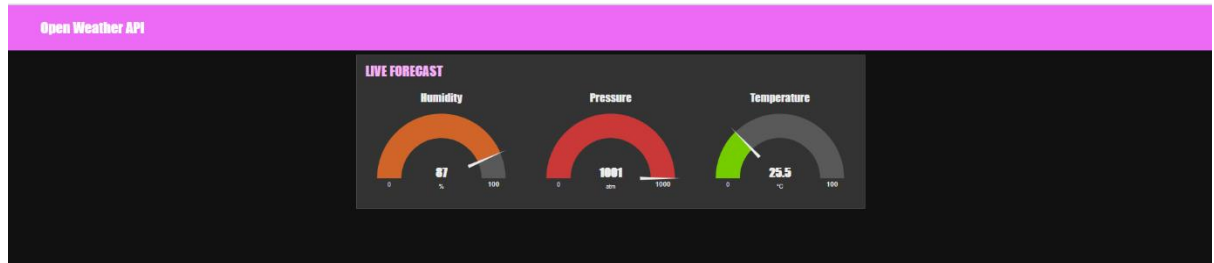 Open Weather API
LIVE FORECAST
Humidity
87
%
0
100
Pressure
1001
atm
0
1000
Temperature
25.5
°C
0
100